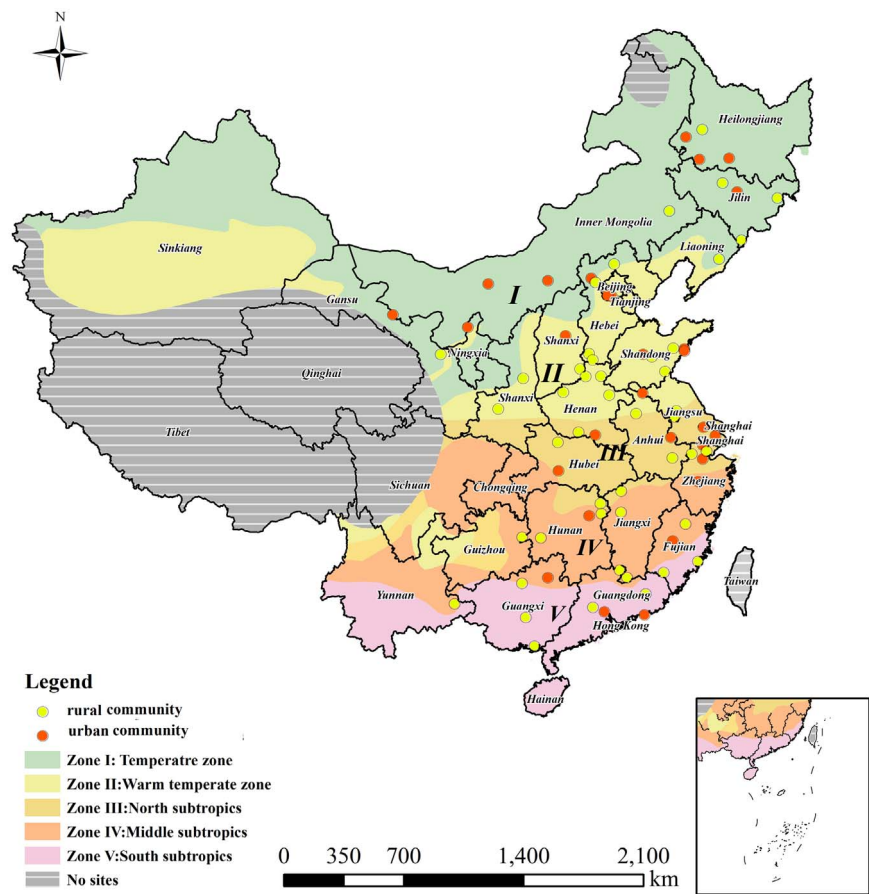 N
Heilongjiang
Jilin
Inner Mongolia
Liaoning
Sinkiang
Beijing
Tianjing
I
Gansu
Hebei
Shanxi
Ningxia
Shandong
II
Qinghai
Shanxi
Henan
Jiangsu
Shanghai
Anhui
Shanghai
Tibet
III
Hubei
Sichuan
Chongqing
Zhejiang
Hunan
Jiangxi
Guizhou
IV
Fujian
Taiwan
Yunnan
Guangdong
Guangxi
V
Hong Kong
Hainan
Legend
rural community
urban community
Zone I: Temperatre zone
Zone II:Warm temperate zone
Zone III:North subtropics
Zone IV:Middle subtropics
Zone V:South subtropics
No sites
0 350 700 1,400 2,100
km